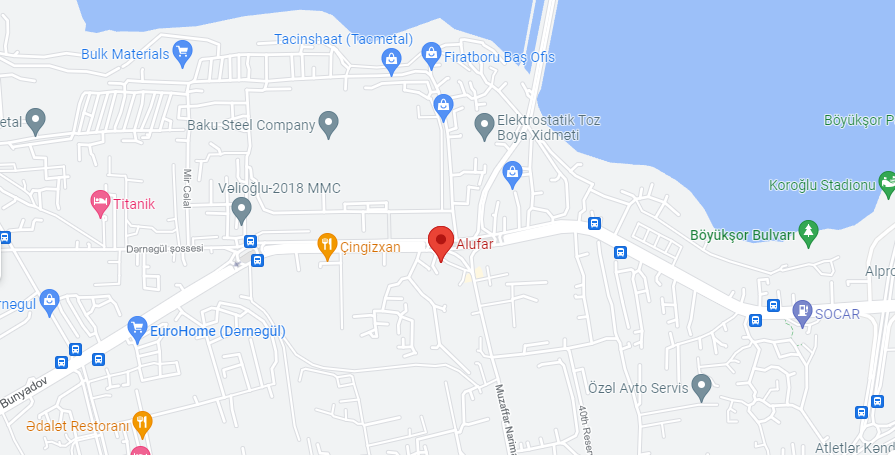 Tacinshaat (Tacmetal)
Bulk Materials
Firatboru Baş Ofis
etal
Baku Steel Company
Elektrostatik Toz
Boya Xidməti
Böyükşor P
Mir Cəlal
Vəlioğlu-2018 MMC
Koroğlu Stadionu
Titanik
Dərnəgül şossesi
Çingizxan
Alufar
Böyükşor Bulvarı
Alpro
ərnəgul
EuroHome (Dərnəgül)
SOCAR
Bunyadov
Özəl Avto Servis
Muzaffar Narima
40th Reser
Ədalət Restoranı
Atletlər Kənd